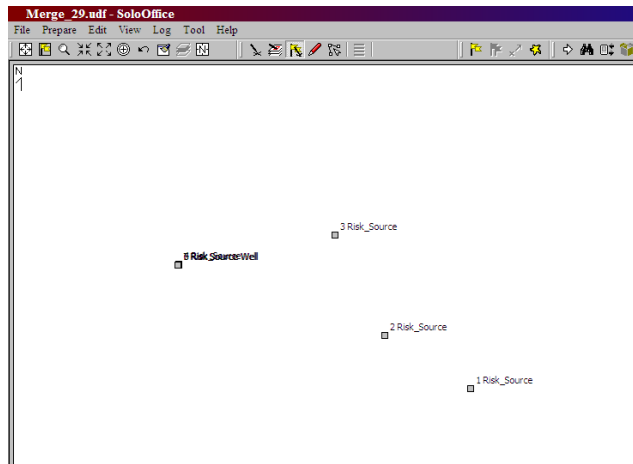 Merge_29.udf - SoloOffice
File Prepare Edit View Log Tool Help
N
3 Risk_Source
2 Risk_Source
1 Risk_Source